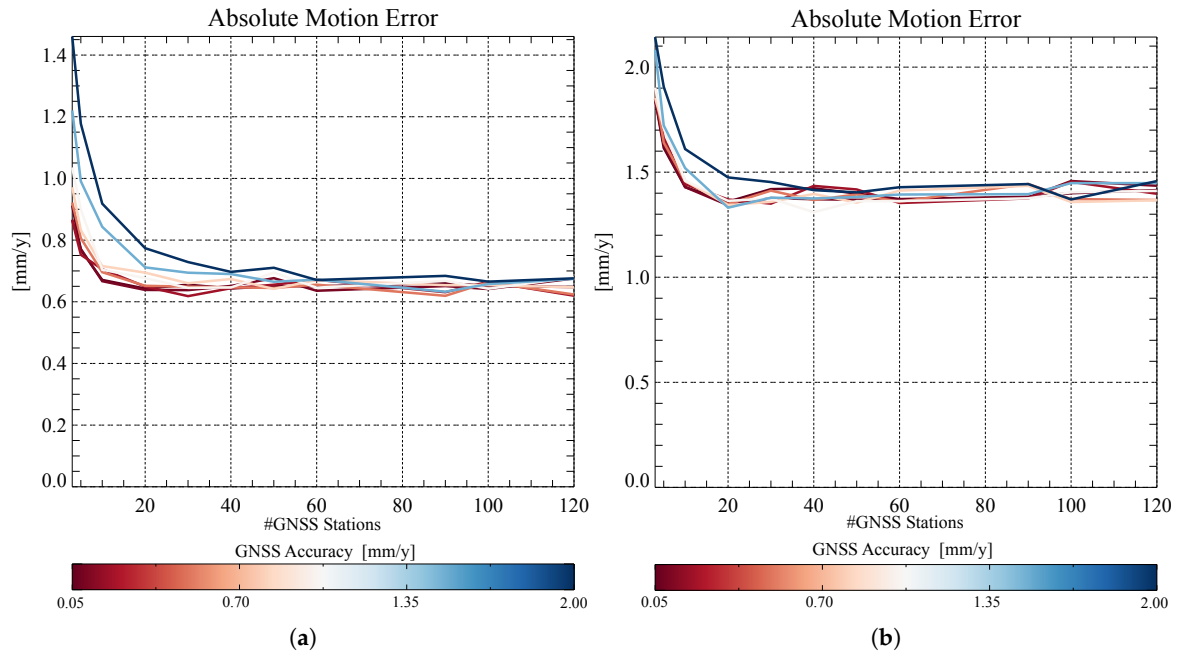 Absolute Motion Error
1.4
1.2
1.0
0.8
0.6
0.4
0.2
0.0
[mm/y]
20 40 60 80 100 120
#GNSS Stations
GNSS Accuracy [mm/y]
0.05 0.70 1.35 2.00
(a)
Absolute Motion Error
2.0
1.5
1.0
0.5
0.0
[mm/y]
20 40 60 80 100 120
#GNSS Stations
GNSS Accuracy [mm/y]
0.05 0.70 1.35 2.00
(b)